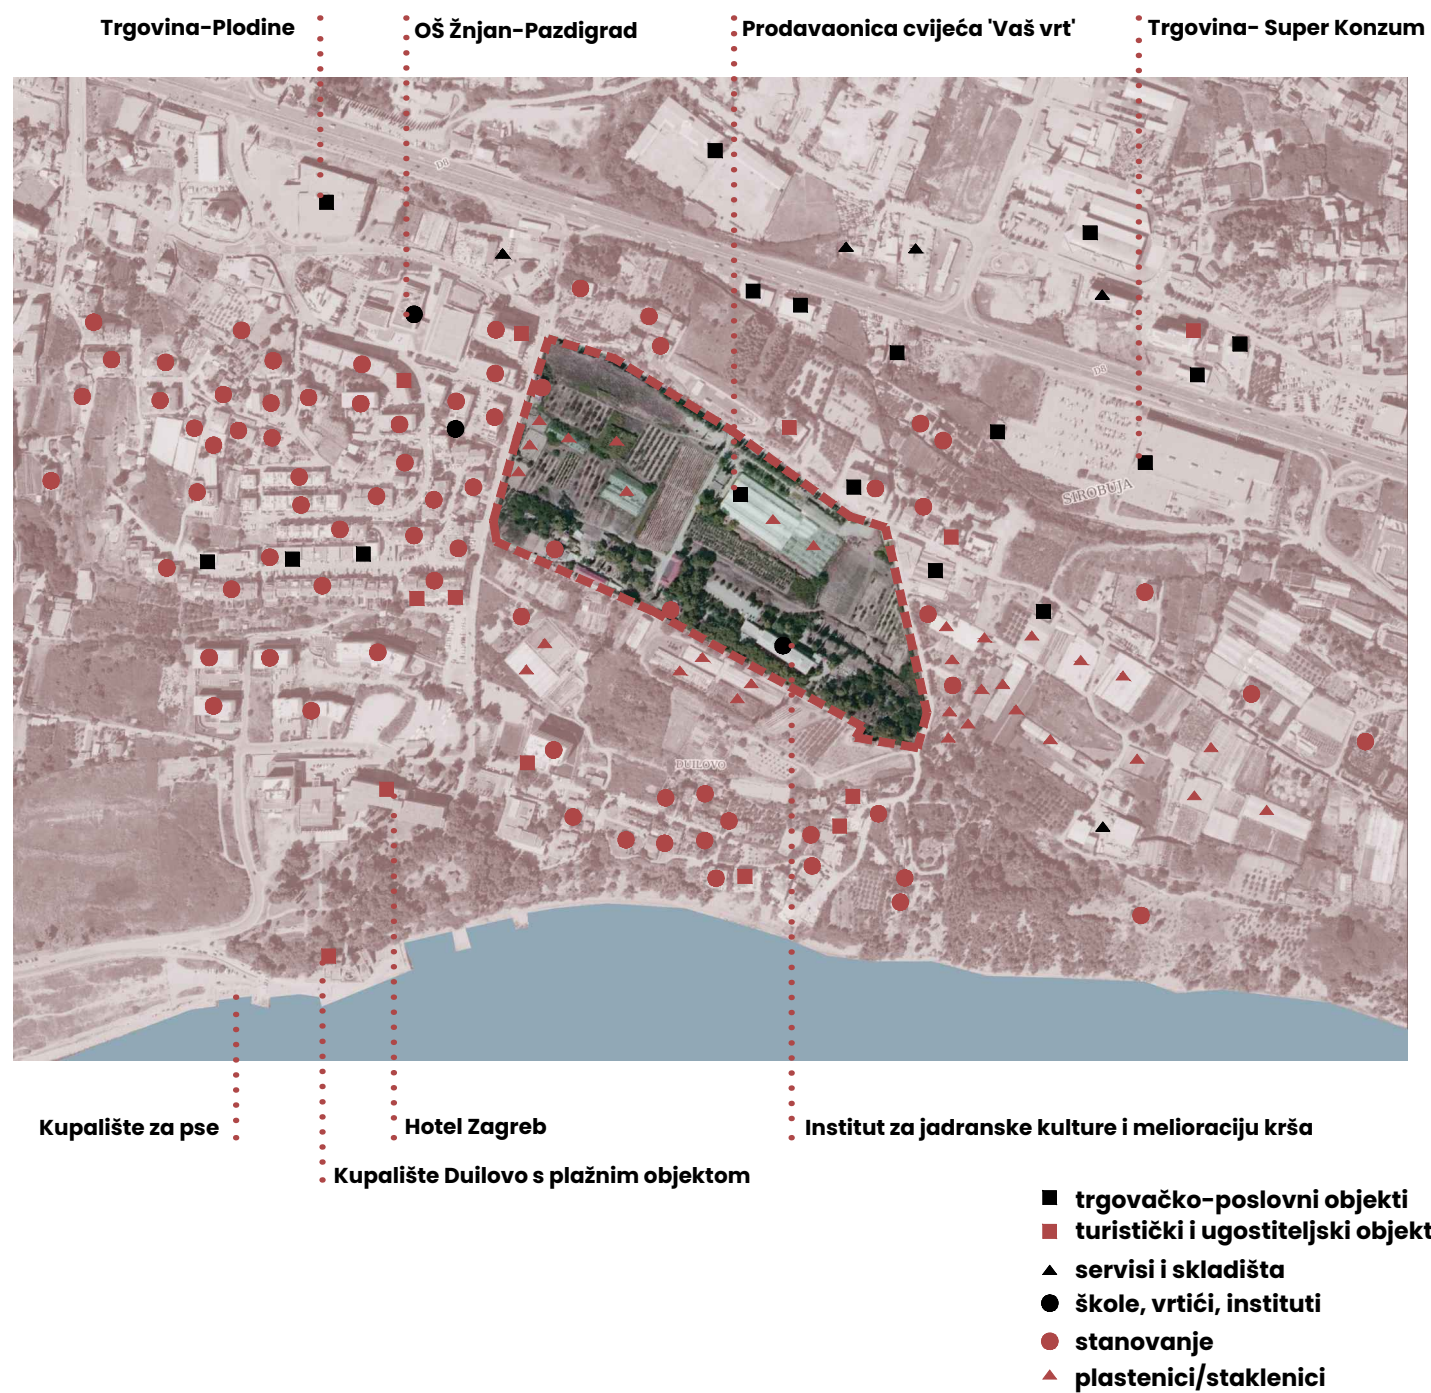 Trgovina-Plodine
OŠ Žnjan-Pazdigrad
Prodavaonica cvijeća 'Vaš vrt'
Trgovina- Super Konzum
D8
D8
SIROBUJA
DUILOVO
Kupalište za pse
Hotel Zagreb
Institut za jadranske kulture i melioraciju krša
Kupalište Duilovo s plažnim objektom
trgovačko-poslovni objekti
turistički i ugostiteljski objekt
servisi i skladišta
škole, vrtići, instituti
stanovanje
plastenici/staklenici